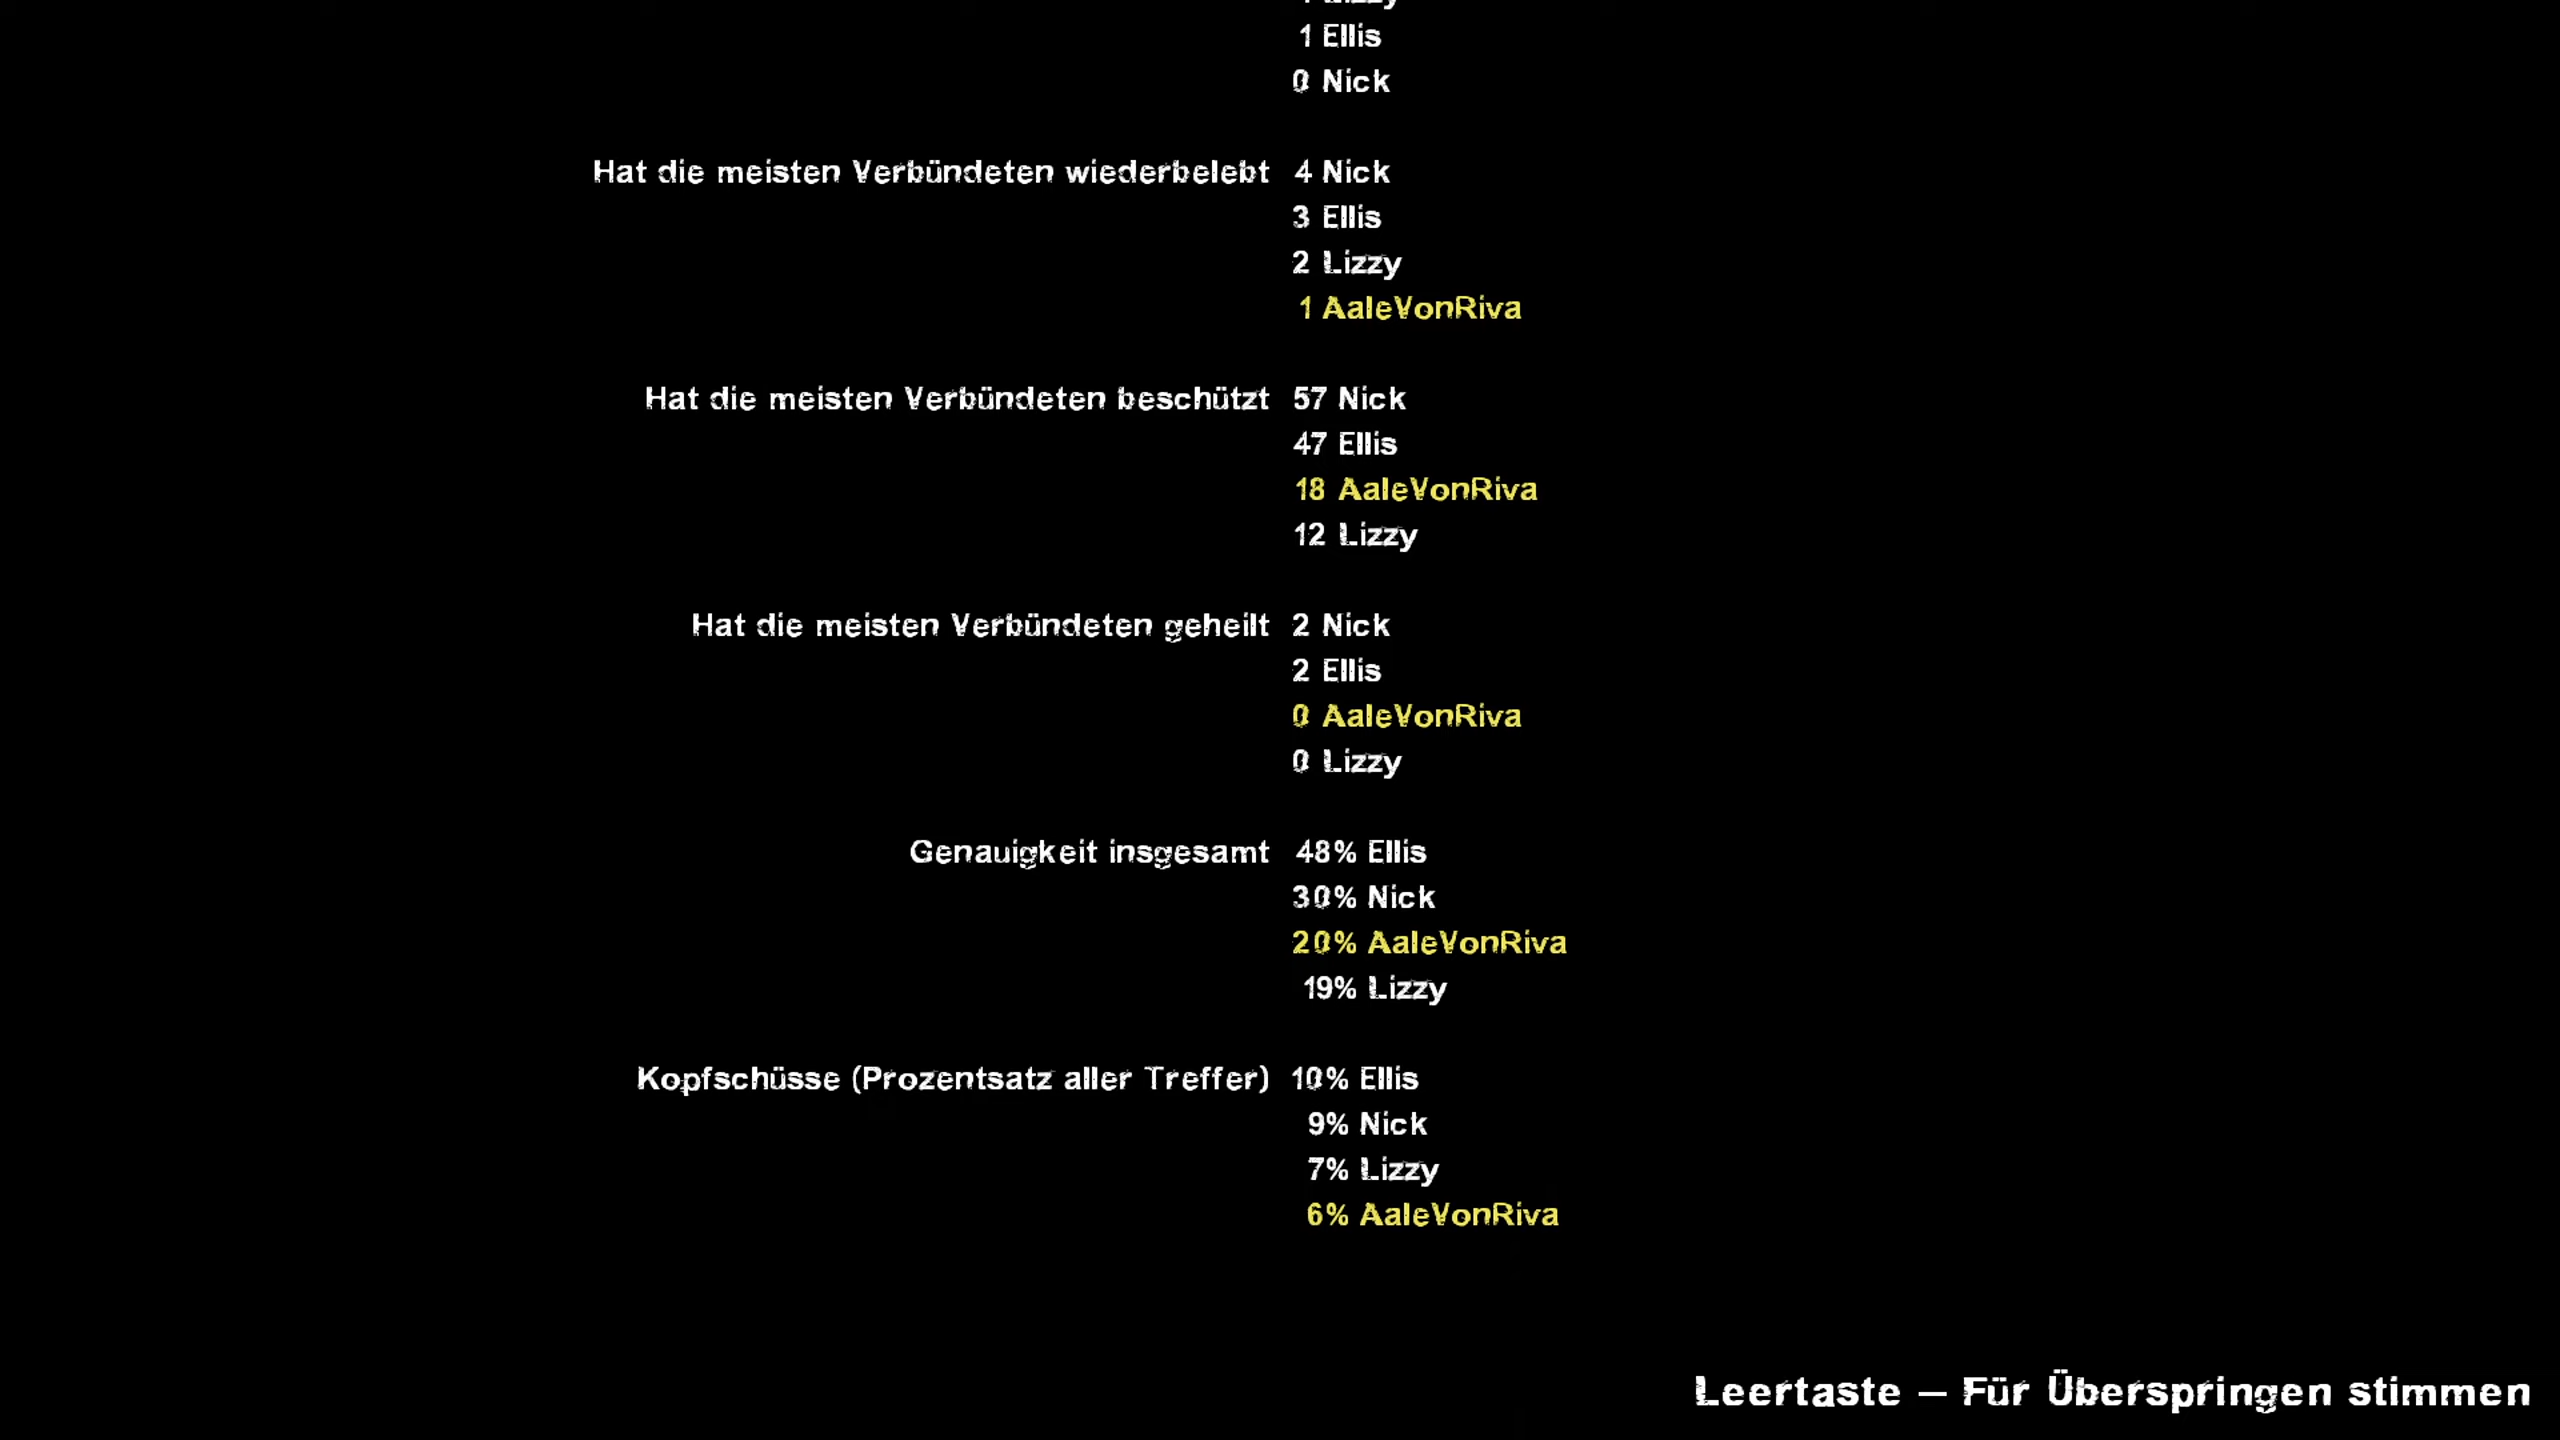 1 Ellis
0 Nick
Hat die meisten Verbündeten wiederbelebt 4 Nick
3 Ellis
2 Lizzy
1 AaleVonRiva
Hat die meisten Verbündeten beschützt 57 Nick
47 Ellis
18 AaleVonRiva
12 Lizzy
Hat die meisten Verbündeten geheilt 2 Nick
2 Ellis
0 AaleVonRiva
0 Lizzy
Genauigkeit insgesamt 48% Ellis
30% Nick
20% AaleVonRiva
19% Lizzy
Kopfschüsse (Prozentsatz aller Treffer) 10% Ellis
9% Nick
7% Lizzy
6% AaleVonRiva
Leertaste – Für Überspringen stimmen